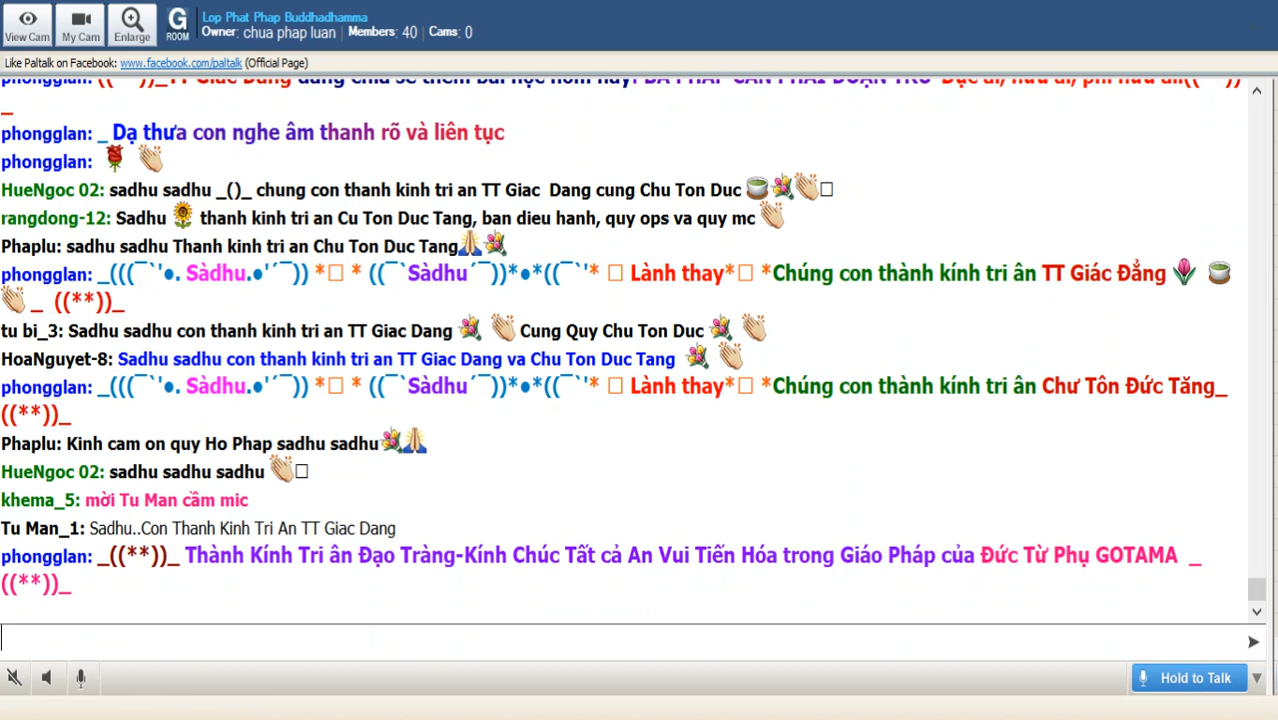 Lop Phat Phap Buddhadhamma
Owner: chua phap luan | Members: 40 | Cams: 0
View Cam
My Cam
Enlarge
G
ROOM
Like Paltalk on Facebook: www.facebook.com/paltalk (Official Page)
phongglan: _ Dạ thưa con nghe âm thanh rõ và liên tục
phongglan:
HueNgoc 02: sadhu sadhu _()_ chung con thanh kinh tri an TT Giac Dang cung Chu Ton Duc
rangdong-12: Sadhu thanh kinh tri an Cu Ton Duc Tang, ban dieu hanh, quy ops va quy mc
Phaplu: sadhu sadhu Thanh kinh tri an Chu Ton Duc Tang
phongglan: _(((¯`'●. Sàdhu.●'´¯)) *□ * ((¯`Sàdhu´¯))*●*((¯`'* □ Lành thay*□ *Chúng con thành kính tri ân TT Giác Đẳng
_ ((**))_
tu bi_3: Sadhu sadhu con thanh kinh tri an TT Giac Dang Cung Quy Chu Ton Duc
HoaNguyet-8: Sadhu sadhu con thanh kinh tri an TT Giac Dang va Chu Ton Duc Tang
phongglan: _(((¯`'●. Sàdhu.●'´¯)) *□ * ((¯`Sàdhu´¯))*●*((¯`'* □ Lành thay*□ *Chúng con thành kính tri ân Chư Tôn Đức Tăng_
((**))_
Phaplu: Kinh cam on quy Ho Phap sadhu sadhu
HueNgoc 02: sadhu sadhu sadhu
khema_5: mời Tu Man cầm mic
Tu Man_1: Sadhu..Con Thanh Kinh Tri An TT Giac Dang
phongglan: _((**))_ Thành Kính Tri ân Đạo Tràng-Kính Chúc Tất cả An Vui Tiến Hóa trong Giáo Pháp của Đức Từ Phụ GOTAMA _
((**))_
Hold to Talk